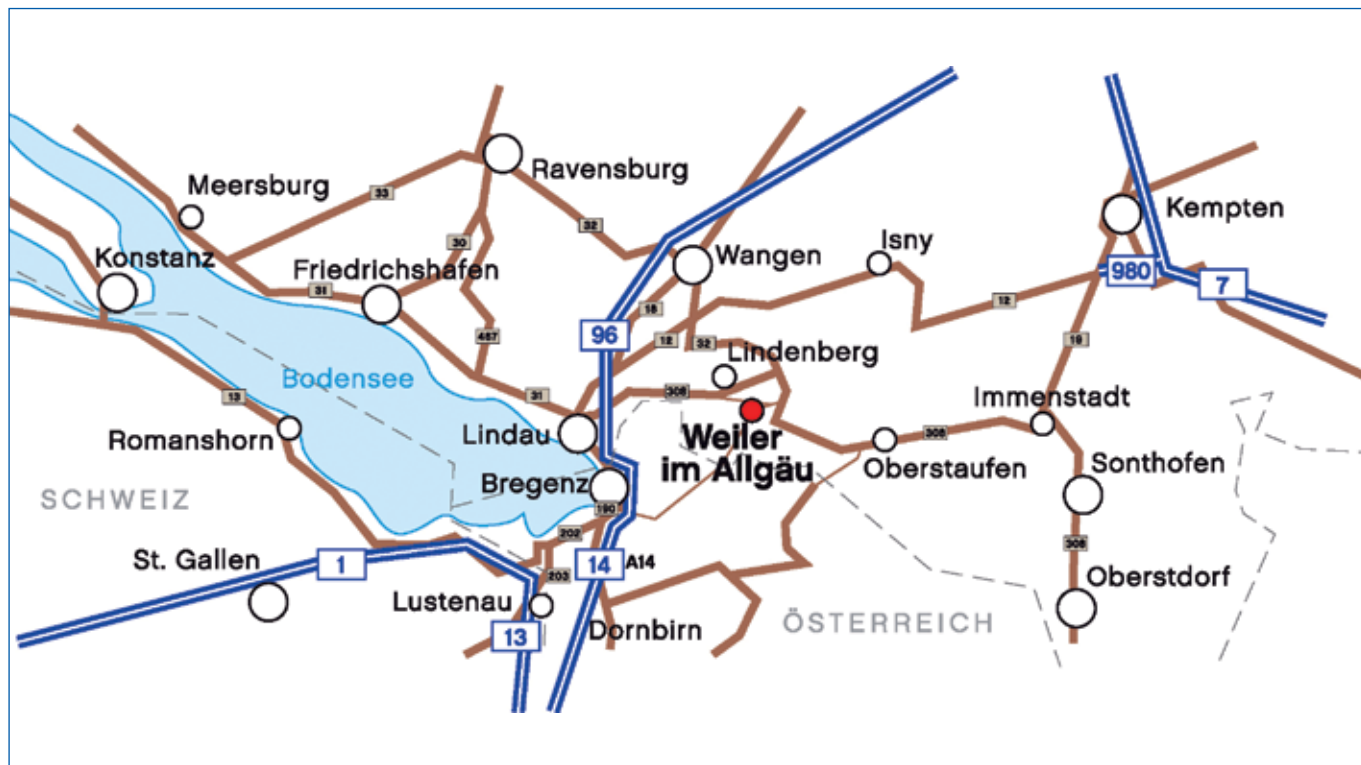 Ravensburg
Meersburg
33
32
Kempten
Konstanz
30
Wangen
Isny
Friedrichshafen
31
980
7
18
12
96
12
487
32
19
Lindenberg
Bodensee
13
31
308
Immenstadt
Romanshorn
Lindau
Weiler
im Allgäu
308
Oberstaufen
Sonthofen
Bregenz
SCHWEIZ
190
202
308
St. Gallen
1
14
A14
203
Oberstdorf
Lustenau
13
Dornbirn
ÖSTERREICH